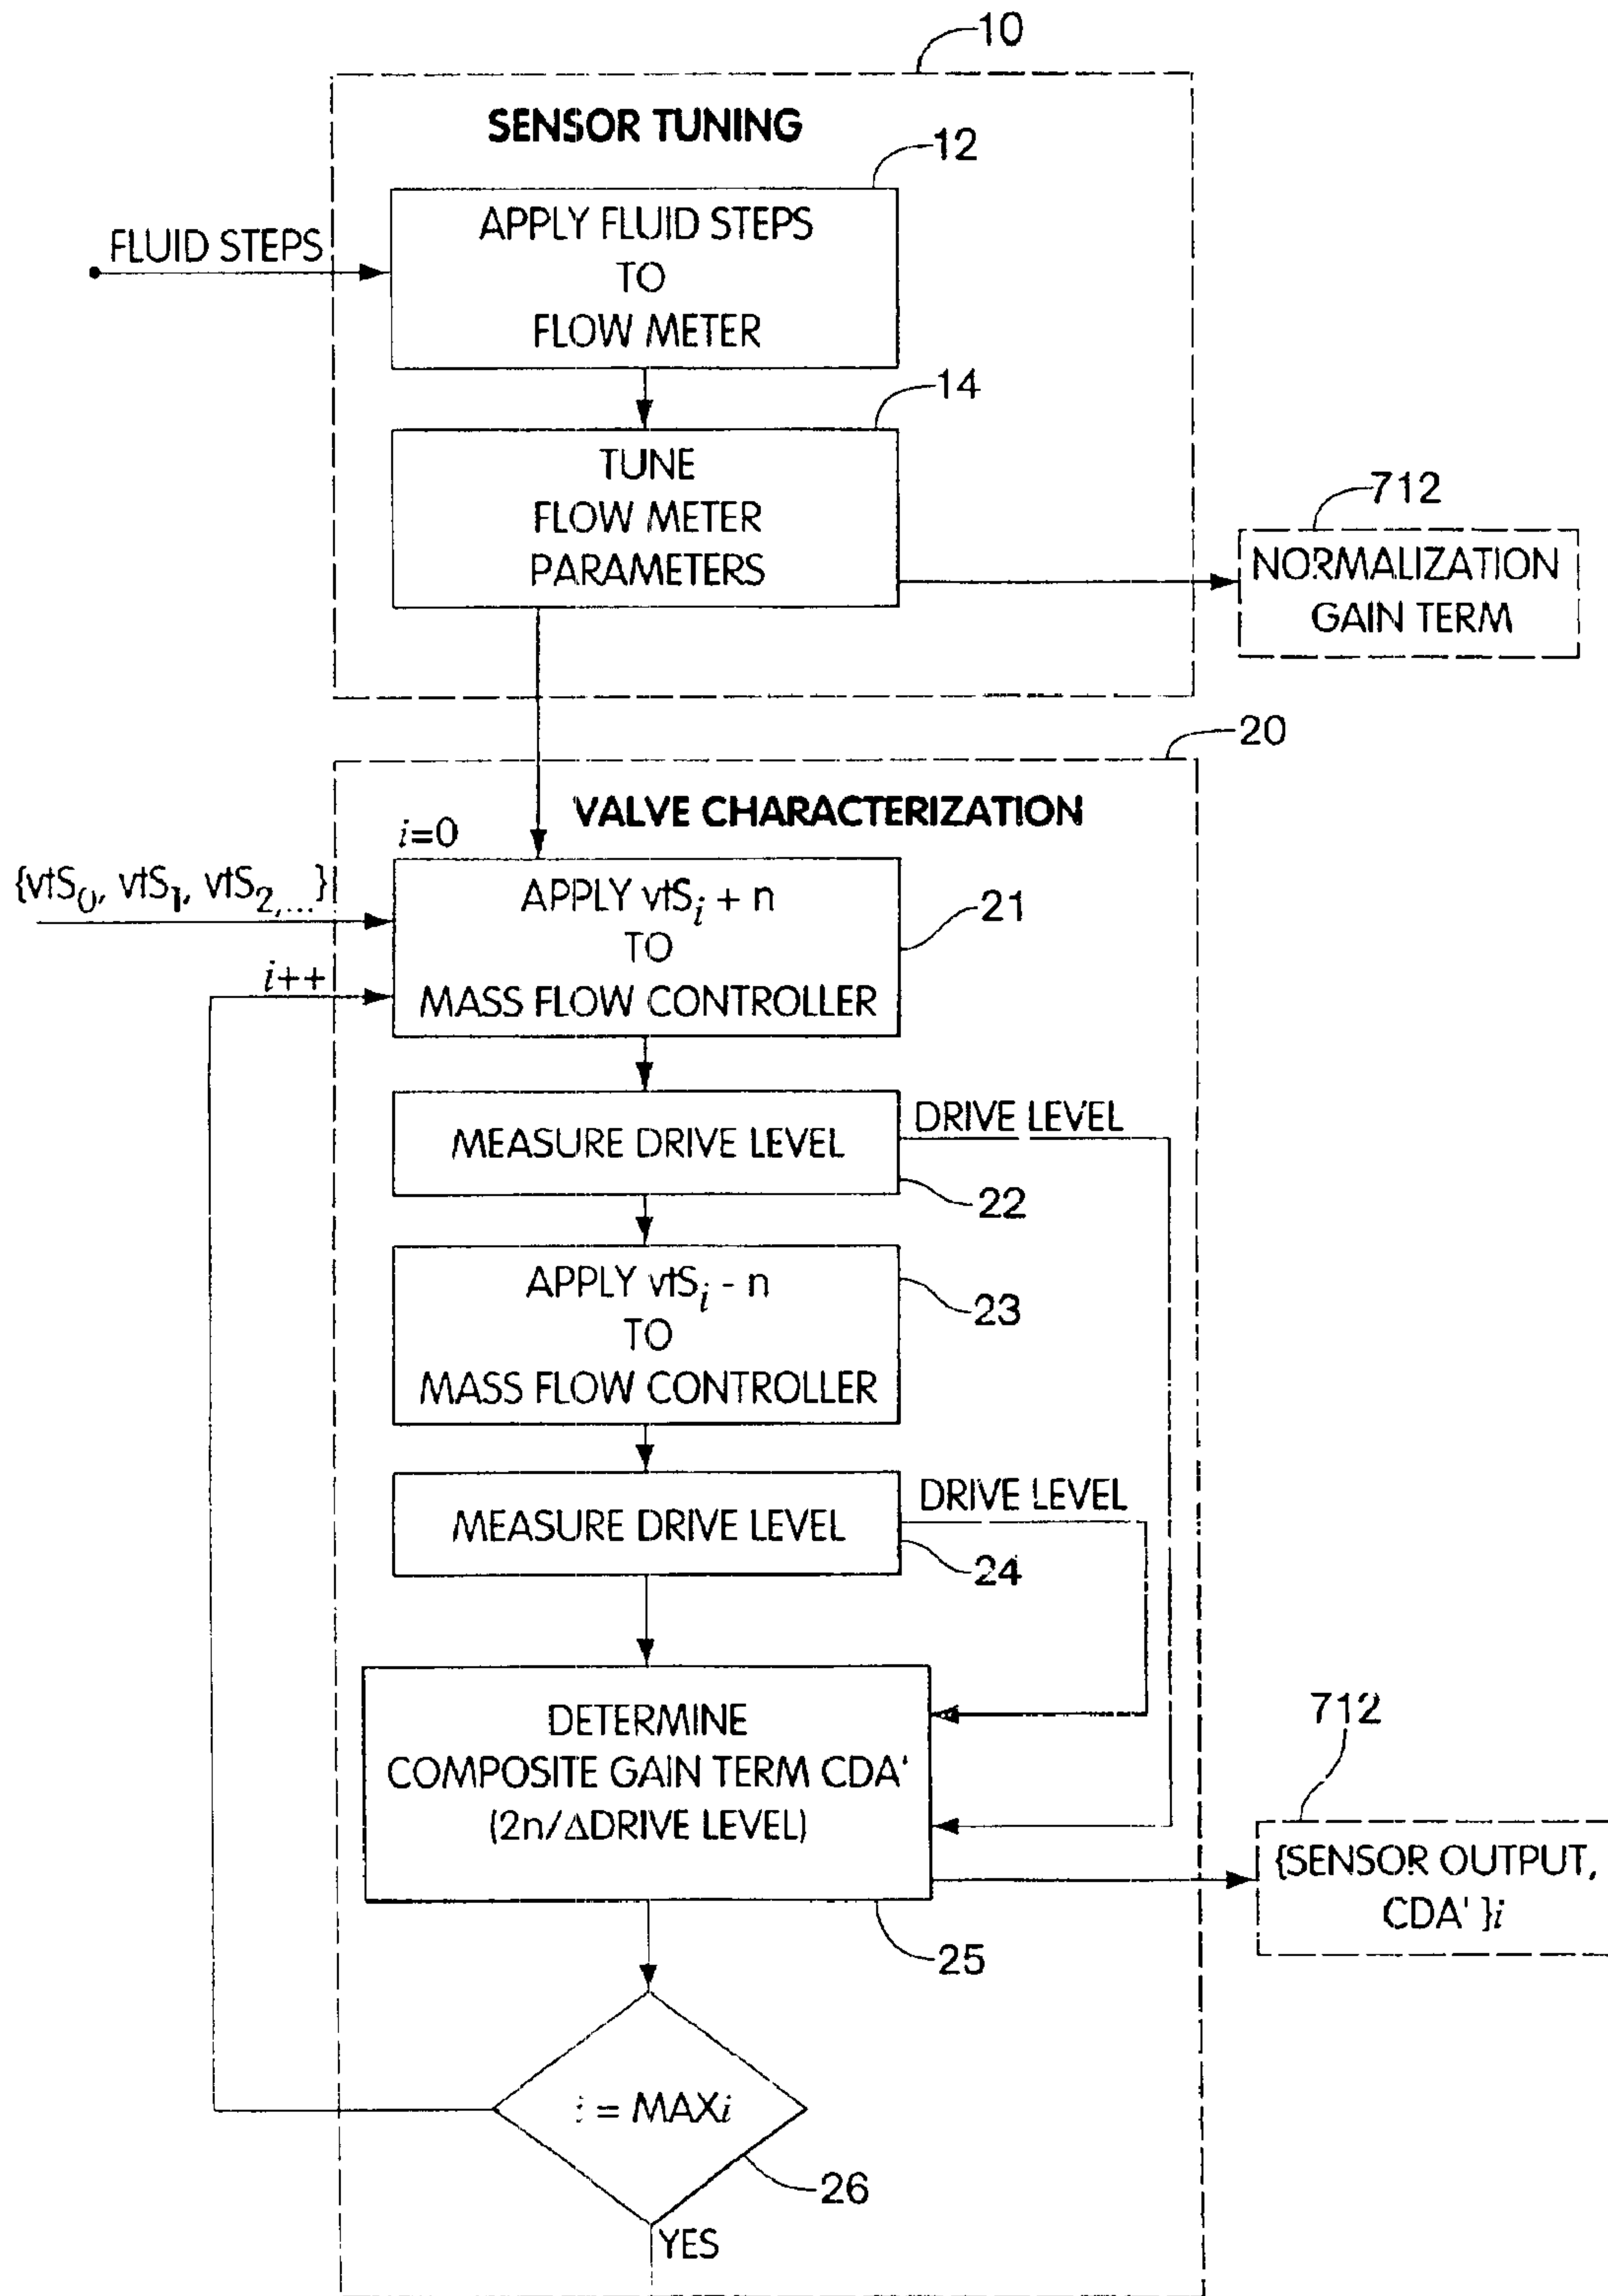 10
SENSOR TUNING
12
FLUID STEPS
APPLY FLUID STEPS
TO
FLOW METER
14
TUNE
FLOW METER
PARAMETERS
712
NORMALIZATION
GAIN TERM
20
VALVE CHARACTERIZATION
i=0
{vtS0, vtS1, vtS2,...}
i++
APPLY vtSi + n
TO
MASS FLOW CONTROLLER
21
MEASURE DRIVE LEVEL
DRIVE LEVEL
22
APPLY vtSi - n
TO
MASS FLOW CONTROLLER
23
MEASURE DRIVE LEVEL
DRIVE LEVEL
24
DETERMINE
COMPOSITE GAIN TERM CDA'
(2n/ΔDRIVE LEVEL)
25
712
{SENSOR OUTPUT,
CDA' }i
i = MAXi
26
YES